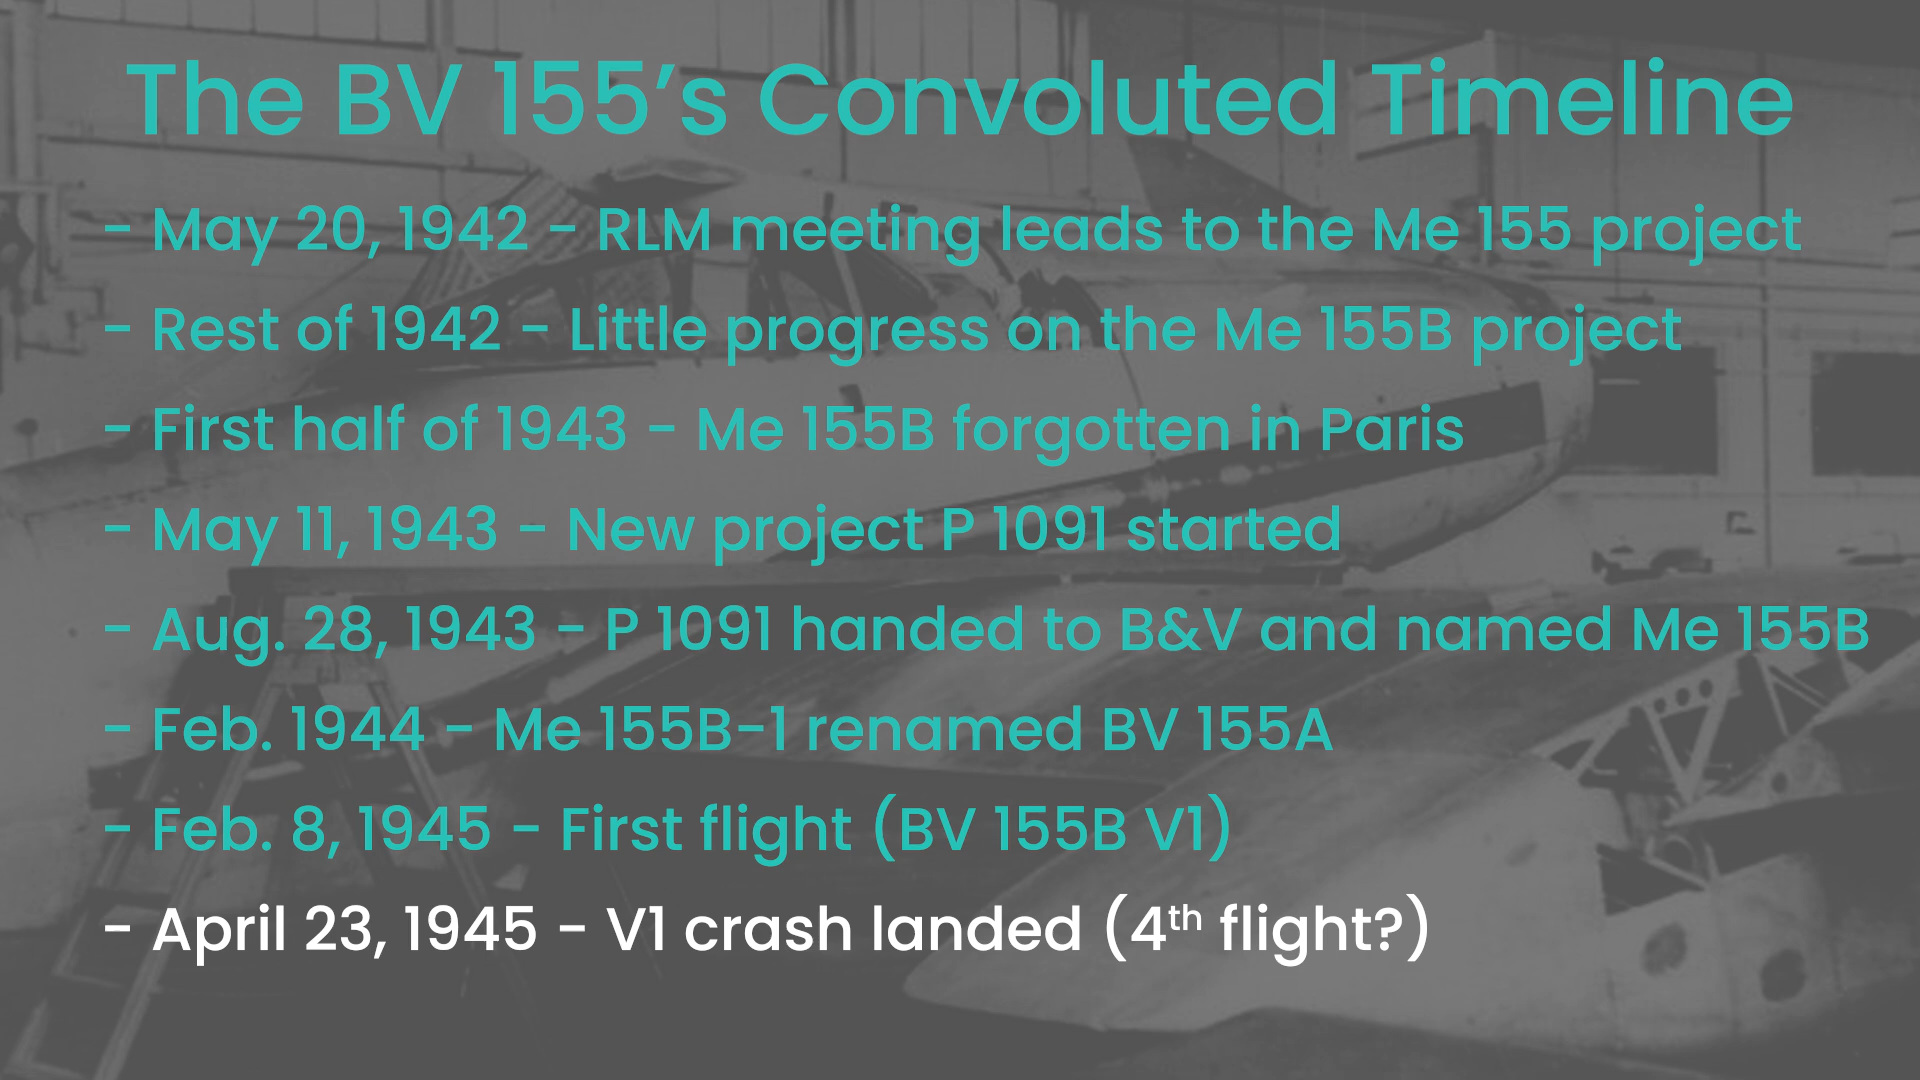 The BV 155’s Convoluted Timeline
- May 20, 1942 - RLM meeting leads to the Me 155 project
- Rest of 1942 - Little progress on the Me 155B project
- First half of 1943 - Me 155B forgotten in Paris
- May 11, 1943 - New project P 1091 started
- Aug. 28, 1943 - P 1091 handed to B&V and named Me 155B
- Feb. 1944 - Me 155B-1 renamed BV 155A
- Feb. 8, 1945 - First flight (BV 155B V1)
- April 23, 1945 - V1 crash landed (4th flight?)